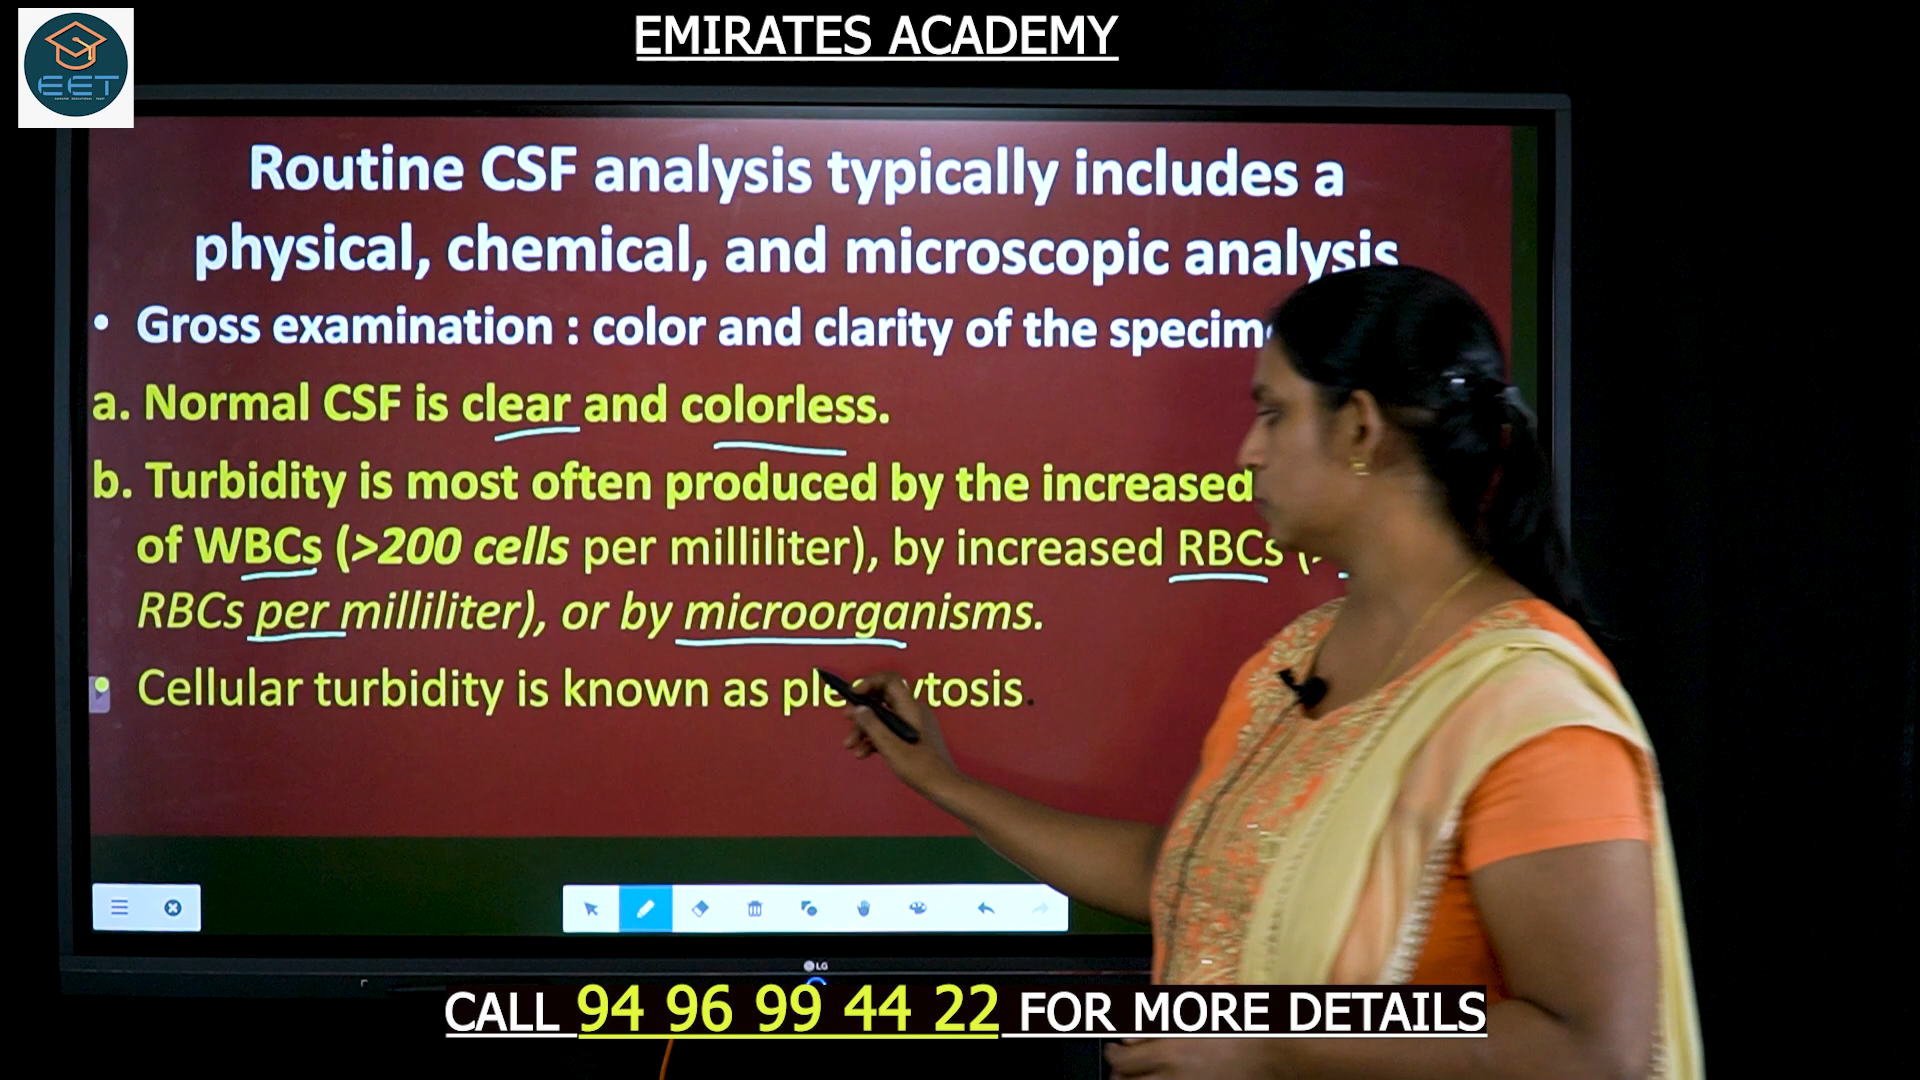 EMIRATES ACADEMY
EET
Routine CSF analysis typically includes a
physical, chemical, and microscopic analysis
• Gross examination : color and clarity of the
a. Normal CSF is clear and colorless.
b. Turbidity is most often produced by the increased
of WBCs (>200 cells per milliliter), by increased RBCs
RBCs per milliliter), or by microorganisms.
• Cellular turbidity is known as
LG
CALL 94 96 99 44 22 FOR MORE DETAILS